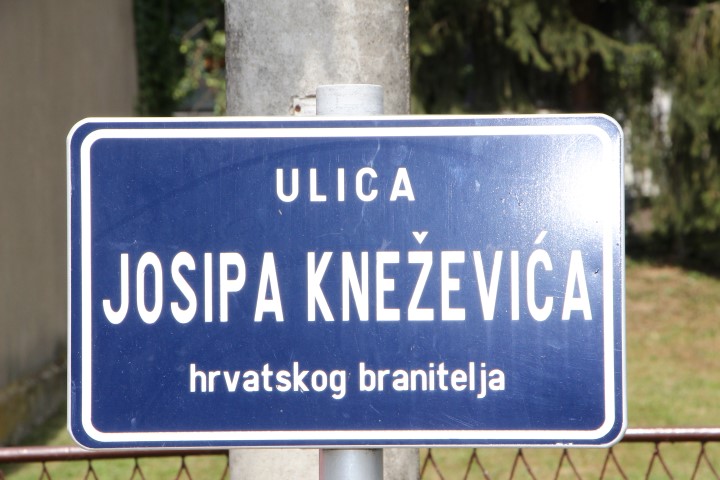 ULICA
JOSIPA KNEŽEVIĆA
hrvatskog branitelja